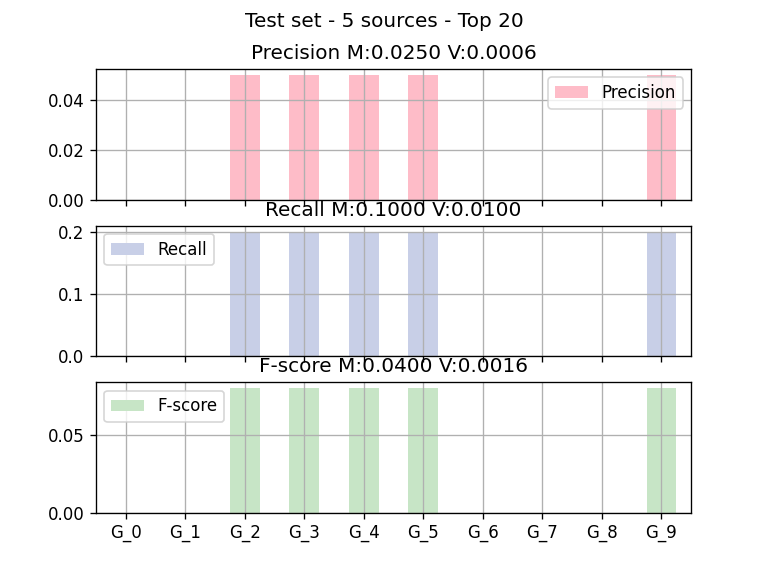 Test set - 5 sources - Top 20
Precision M:0.0250 V:0.0006
0.04
0.02
0.00
Precision
Recall M:0.1000 V:0.0100
0.2
0.1
0.0
Recall
F-score M:0.0400 V:0.0016
0.05
0.00
F-score
G_0 G_1 G_2 G_3 G_4 G_5 G_6 G_7 G_8 G_9